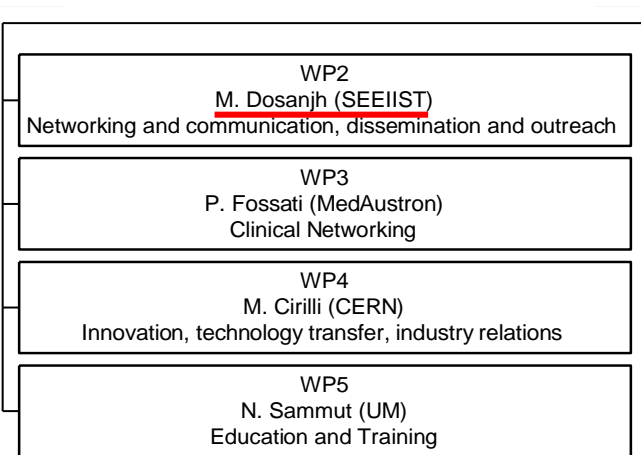 WP2
M. Dosanjh (SEEIIST)
Networking and communication, dissemination and outreach
WP3
P. Fossati (MedAustron)
Clinical Networking
WP4
M. Cirilli (CERN)
Innovation, technology transfer, industry relations
WP5
N. Sammut (UM)
Education and Training